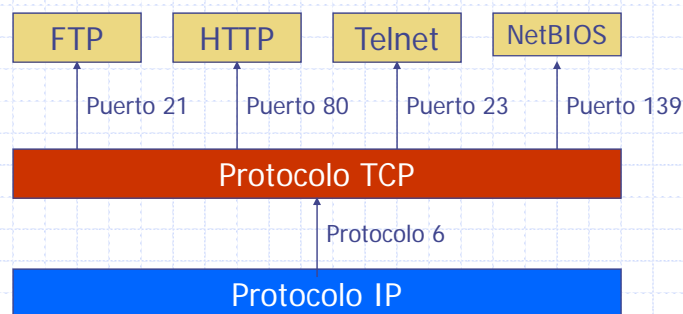 FTP HTTP Telnet NetBIOS
Puerto 21 Puerto 80 Puerto 23 Puerto 139
Protocolo TCP
Protocolo 6
Protocolo IP